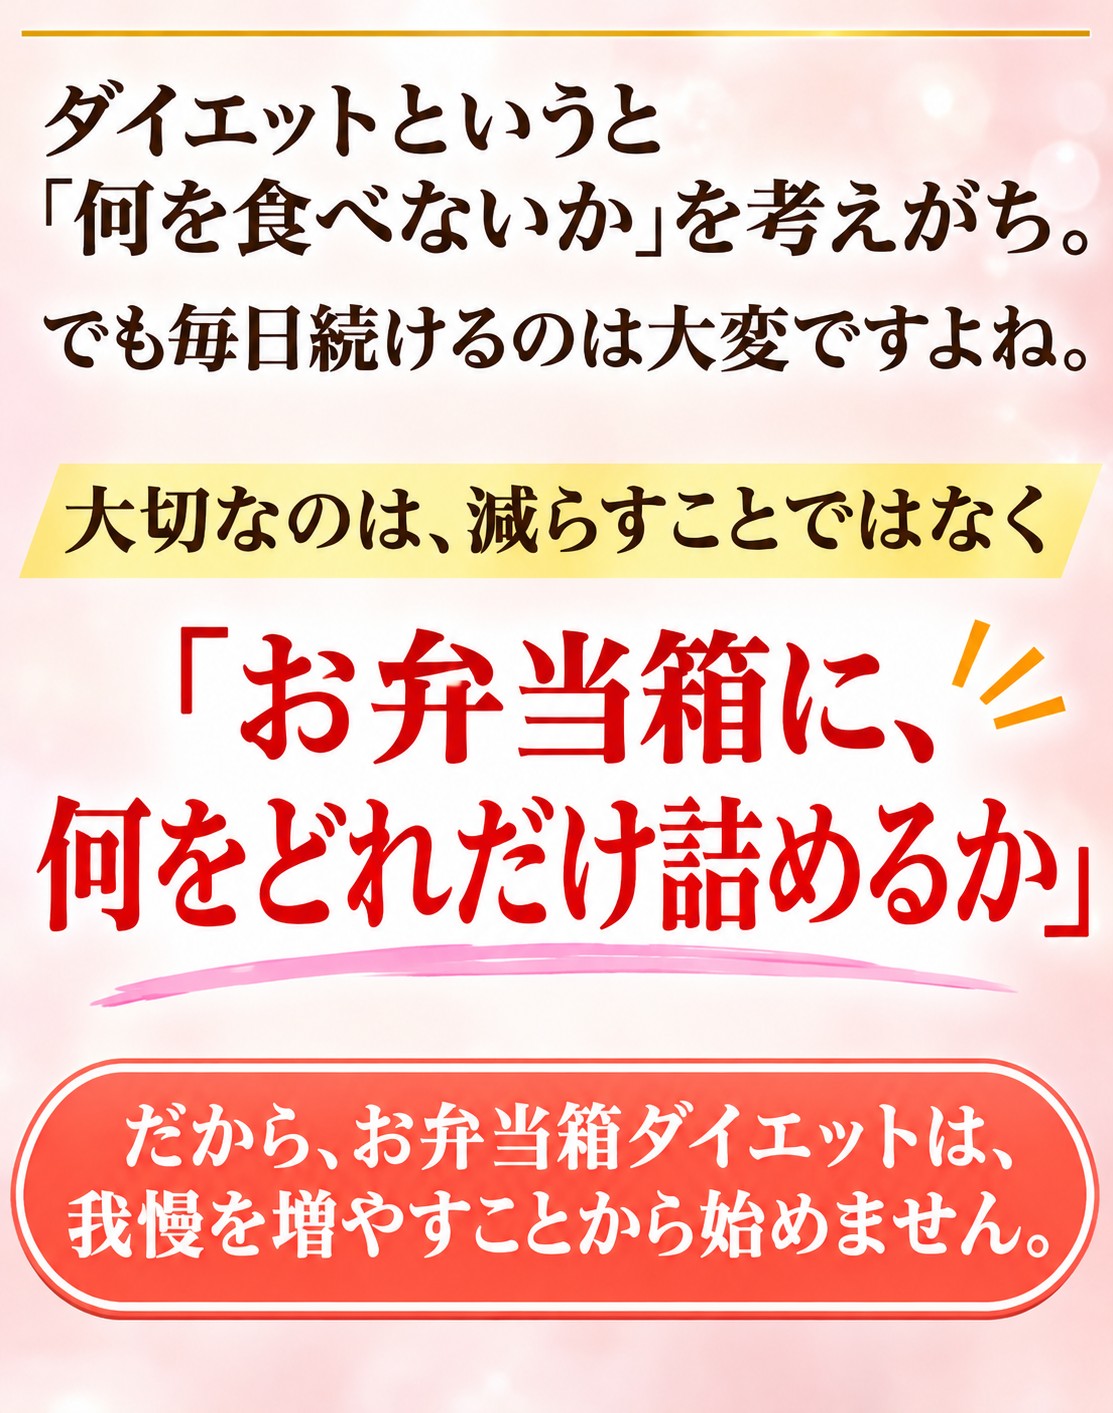 ダイエットというと
「何を食べないか」を考えがち。
でも毎日続けるのは大変ですよね。
大切なのは、減らすことではなく
「お弁当箱に、
何をどれだけ詰めるか」
だから、お弁当箱ダイエットは、
我慢を増やすことから始めません。